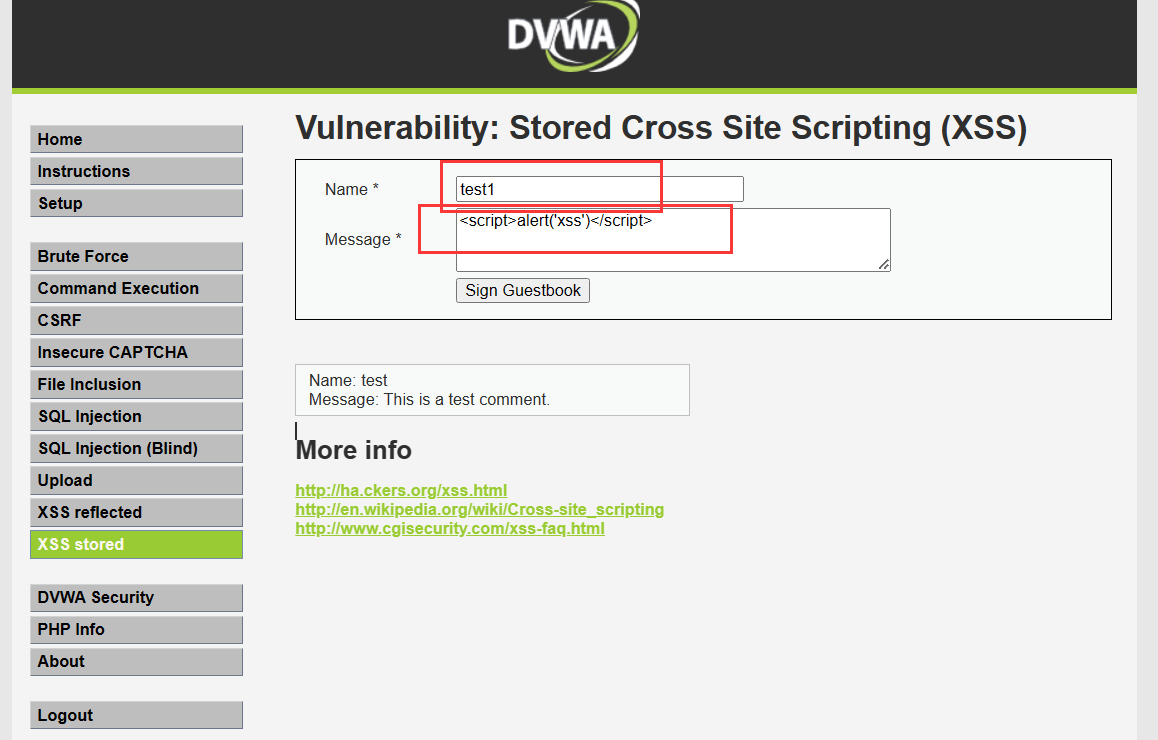 DVWA
Home
Instructions
Setup
Brute Force
Command Execution
CSRF
Insecure CAPTCHA
File Inclusion
SQL Injection
SQL Injection (Blind)
Upload
XSS reflected
XSS stored
DVWA Security
PHP Info
About
Logout
Vulnerability: Stored Cross Site Scripting (XSS)
Name * test1
Message * <script>alert('xss')</script>
Sign Guestbook
Name: test
Message: This is a test comment.
More info
http://ha.ckers.org/xss.html
http://en.wikipedia.org/wiki/Cross-site_scripting
http://www.cgisecurity.com/xss-faq.html